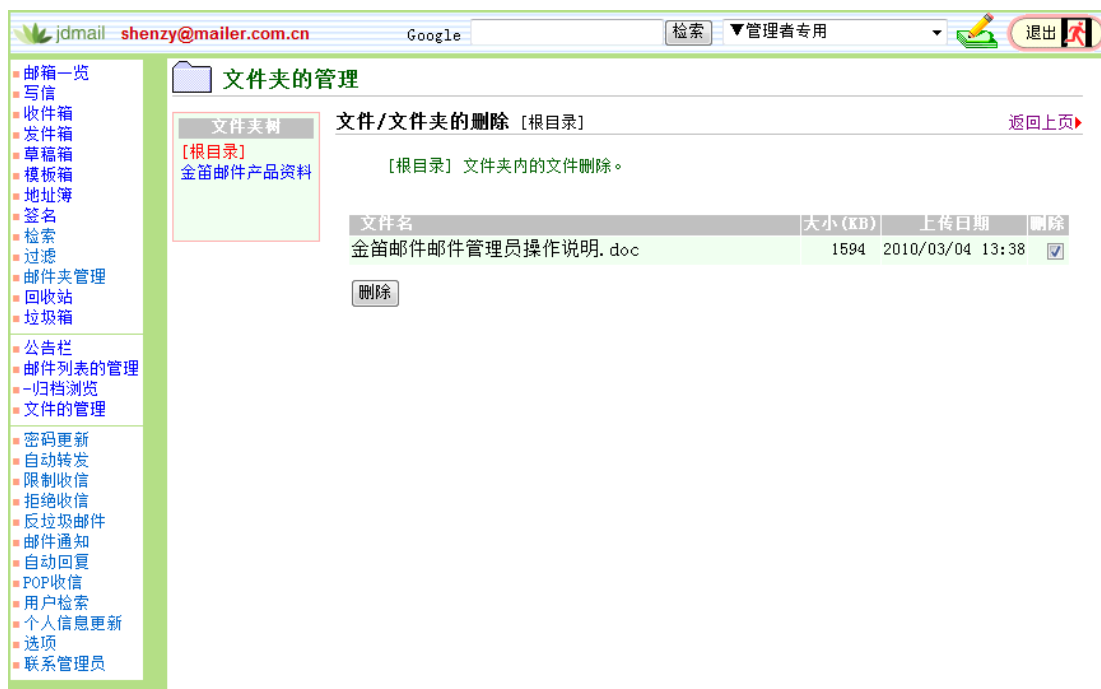 jdmail shenzy@mailer.com.cn Google 检索 ▼管理者专用 退出
邮箱一览
写信
收件箱
发件箱
草稿箱
模板箱
地址簿
签名
检索
过滤
邮件夹管理
回收站
垃圾箱
公告栏
邮件列表的管理
-归档浏览
文件的管理
密码更新
自动转发
限制收信
拒绝收信
反垃圾邮件
邮件通知
自动回复
POP收信
用户检索
个人信息更新
选项
联系管理员
文件夹的管理
文件夹树
[根目录]
金笛邮件产品资料
文件/文件夹的删除 [根目录] 返回上页
[根目录] 文件夹内的文件删除。
文件名 大小(KB) 上传日期 删除
金笛邮件邮件管理员操作说明.doc 1594 2010/03/04 13:38
删除